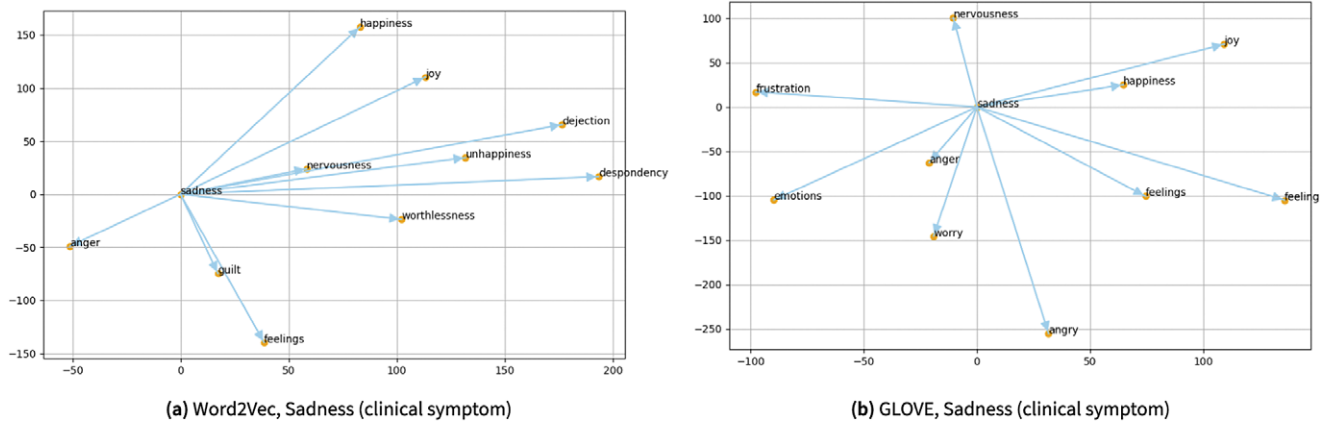 happiness
150
joy
100
dejection
50
unhappiness
nervousness
despondency
sadness
0
worthlessness
anger
−50
guilt
−100
feelings
−150
−50 0 50 100 150 200
(a) Word2Vec, Sadness (clinical symptom)
100
nervousness
joy
50
happiness
frustration
0
sadness
−50
anger
−100
emotions
feelings
feeling
−150
worry
−200
−250
angry
−100 −50 0 50 100
(b) GLOVE, Sadness (clinical symptom)